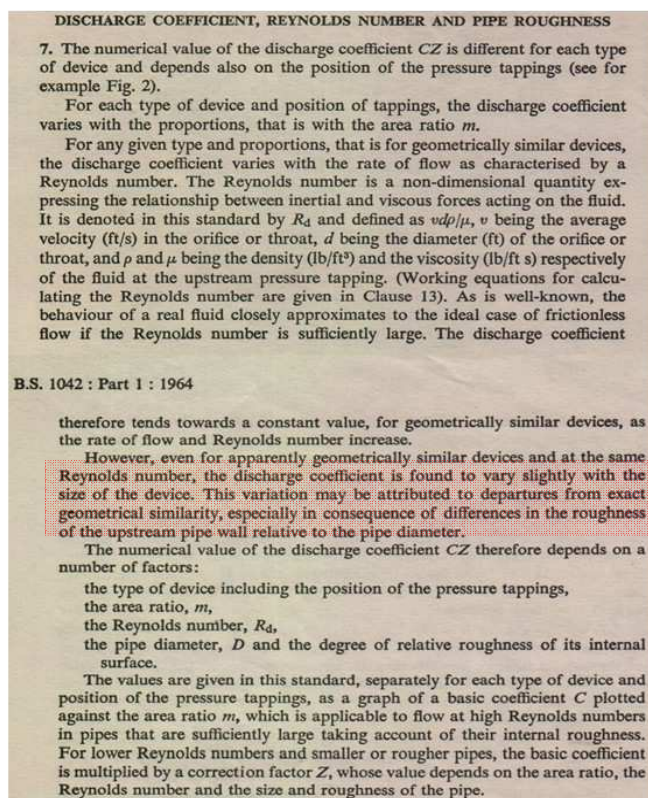 DISCHARGE COEFFICIENT, REYNOLDS NUMBER AND PIPE ROUGHNESS
7. The numerical value of the discharge coefficient CZ is different for each type
of device and depends also on the position of the pressure tappings (see for
example Fig. 2).
For each type of device and position of tappings, the discharge coefficient
varies with the proportions, that is with the area ratio m.
For any given type and proportions, that is for geometrically similar devices,
the discharge coefficient varies with the rate of flow as characterised by a
Reynolds number. The Reynolds number is a non-dimensional quantity ex-
pressing the relationship between inertial and viscous forces acting on the fluid.
It is denoted in this standard by Rd and defined as vdρ/μ, v being the average
velocity (ft/s) in the orifice or throat, d being the diameter (ft) of the orifice or
throat, and ρ and μ being the density (lb/ft³) and the viscosity (lb/ft s) respectively
of the fluid at the upstream pressure tapping. (Working equations for calcu-
lating the Reynolds number are given in Clause 13). As is well-known, the
behaviour of a real fluid closely approximates to the ideal case of frictionless
flow if the Reynolds number is sufficiently large. The discharge coefficient
B.S. 1042 : Part 1 : 1964
therefore tends towards a constant value, for geometrically similar devices, as
the rate of flow and Reynolds number increase.
However, even for apparently geometrically similar devices and at the same
Reynolds number, the discharge coefficient is found to vary slightly with the
size of the device. This variation may be attributed to departures from exact
geometrical similarity, especially in consequence of differences in the roughness
of the upstream pipe wall relative to the pipe diameter.
The numerical value of the discharge coefficient CZ therefore depends on a
number of factors:
the type of device including the position of the pressure tappings,
the area ratio, m,
the Reynolds number, Rd,
the pipe diameter, D and the degree of relative roughness of its internal
surface.
The values are given in this standard, separately for each type of device and
position of the pressure tappings, as a graph of a basic coefficient C plotted
against the area ratio m, which is applicable to flow at high Reynolds numbers
in pipes that are sufficiently large taking account of their internal roughness.
For lower Reynolds numbers and smaller or rougher pipes, the basic coefficient
is multiplied by a correction factor Z, whose value depends on the area ratio, the
Reynolds number and the size and roughness of the pipe.